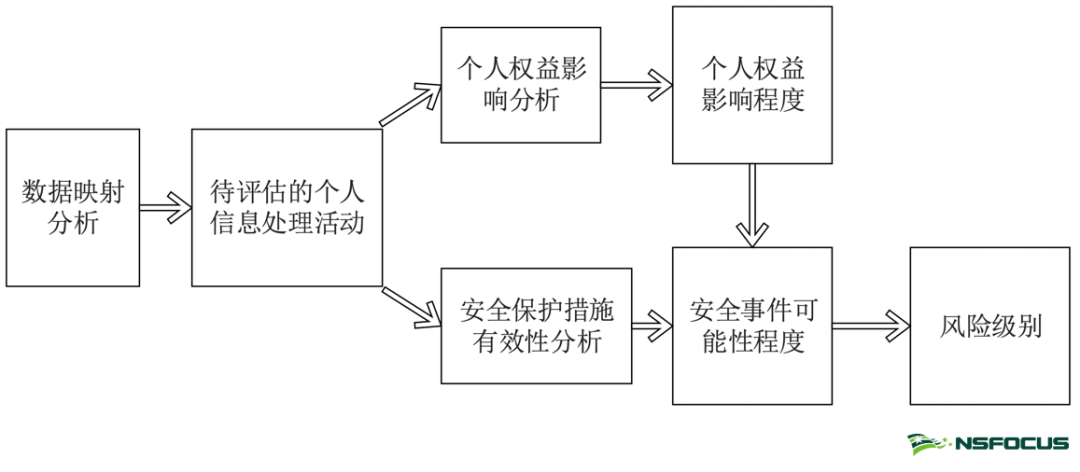 数据映射
分析
待评估的个人
信息处理活动
个人权益影
响分析
个人权益
影响程度
安全保护措施
有效性分析
安全事件可
能性程度
风险级别
NSFOCUS